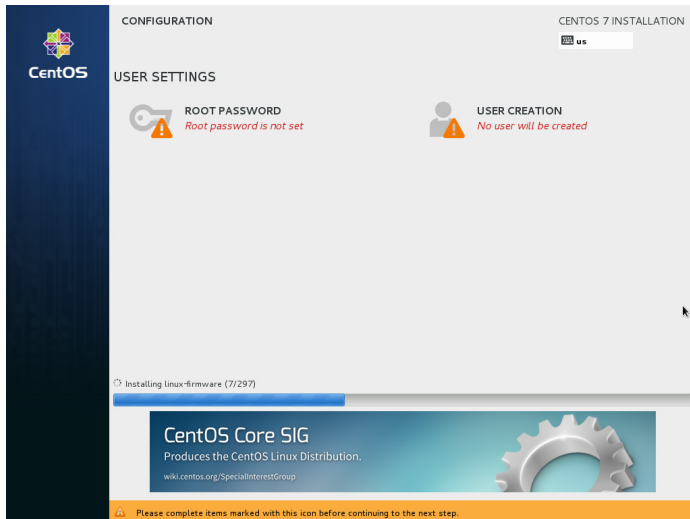 CONFIGURATION
CENTOS 7 INSTALLATION
us
CentOS
USER SETTINGS
ROOT PASSWORD
Root password is not set
USER CREATION
No user will be created
Installing linux-firmware (7/297)
CentOS Core SIG
Produces the CentOS Linux Distribution.
wiki.centos.org/SpecialInterestGroup
Please complete items marked with this icon before continuing to the next step.